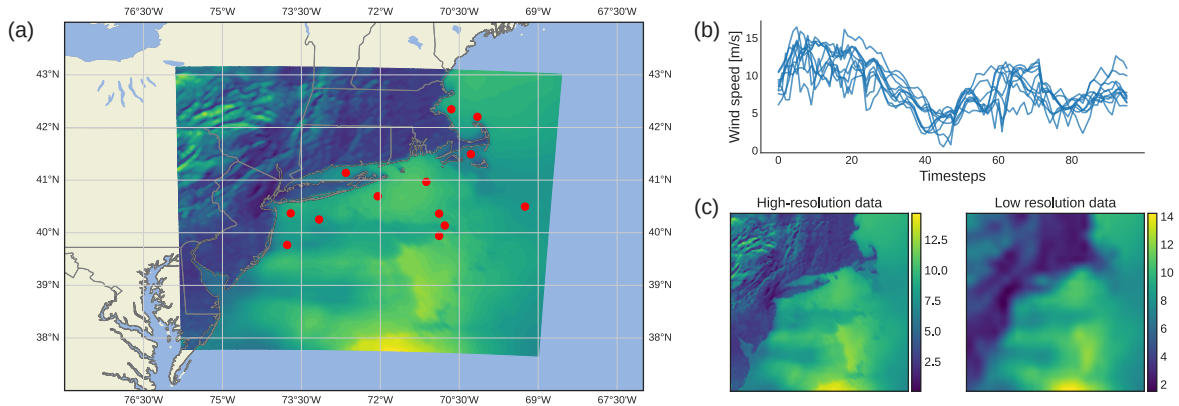 76°30'W 75°W 73°30'W 72°W 70°30'W 69°W 67°30'W
(a)
43°N 43°N
42°N 42°N
41°N 41°N
40°N 40°N
39°N 39°N
38°N 38°N
76°30'W 75°W 73°30'W 72°W 70°30'W 69°W 67°30'W
(b)
Wind speed [m/s]
15
10
5
0
0 20 40 60 80
Timesteps
(c)
High-resolution data
12.5
10.0
7.5
5.0
2.5
Low resolution data
14
12
10
8
6
4
2